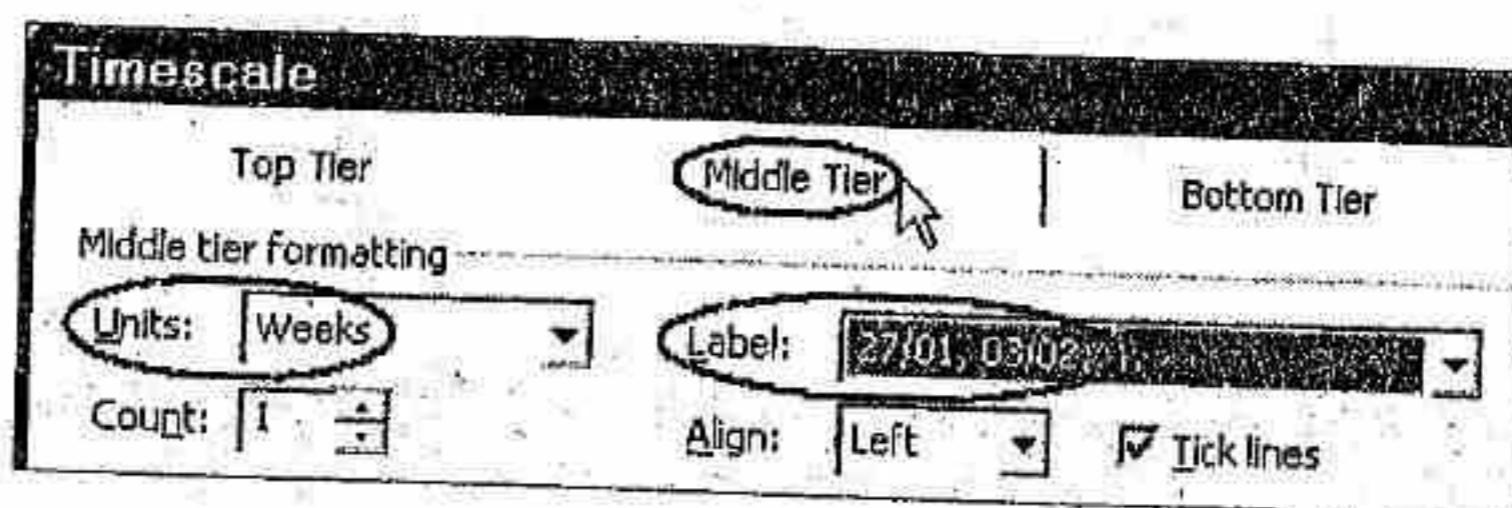 Timescale
Top Tier Middle Tier Bottom Tier
Middle tier formatting
Units: Weeks Label: 27/01, 03/02,
Count: 1 Align: Left Tick lines